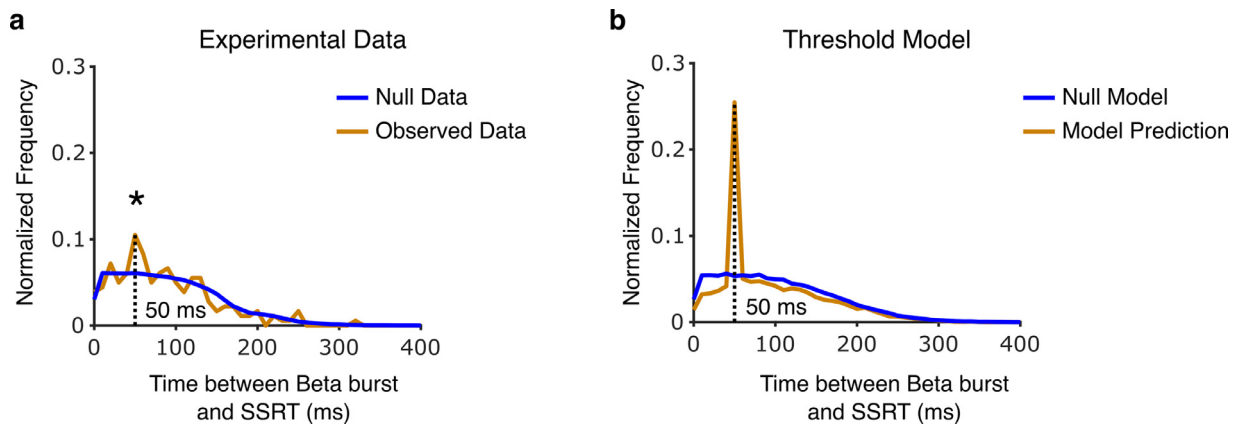 a
Experimental Data
Normalized Frequency
0.3
0.2
0.1
0
Null Data
Observed Data
*
50 ms
0 100 200 300 400
Time between Beta burst
and SSRT (ms)
b
Threshold Model
Normalized Frequency
0.3
0.2
0.1
0
Null Model
Model Prediction
50 ms
0 100 200 300 400
Time between Beta burst
and SSRT (ms)